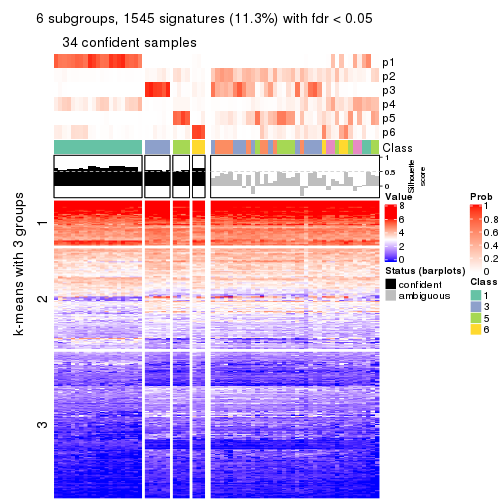 6 subgroups, 1545 signatures (11.3%) with fdr < 0.05
34 confident samples
p1
p2
p3
p4
p5
p6
Class
1
0.5
0
Silhouette
score
k-means with 3 groups
1
2
3
Value
8
6
4
2
0
Status (barplots)
confident
ambiguous
Prob
1
0.8
0.6
0.4
0.2
0
Class
1
3
5
6